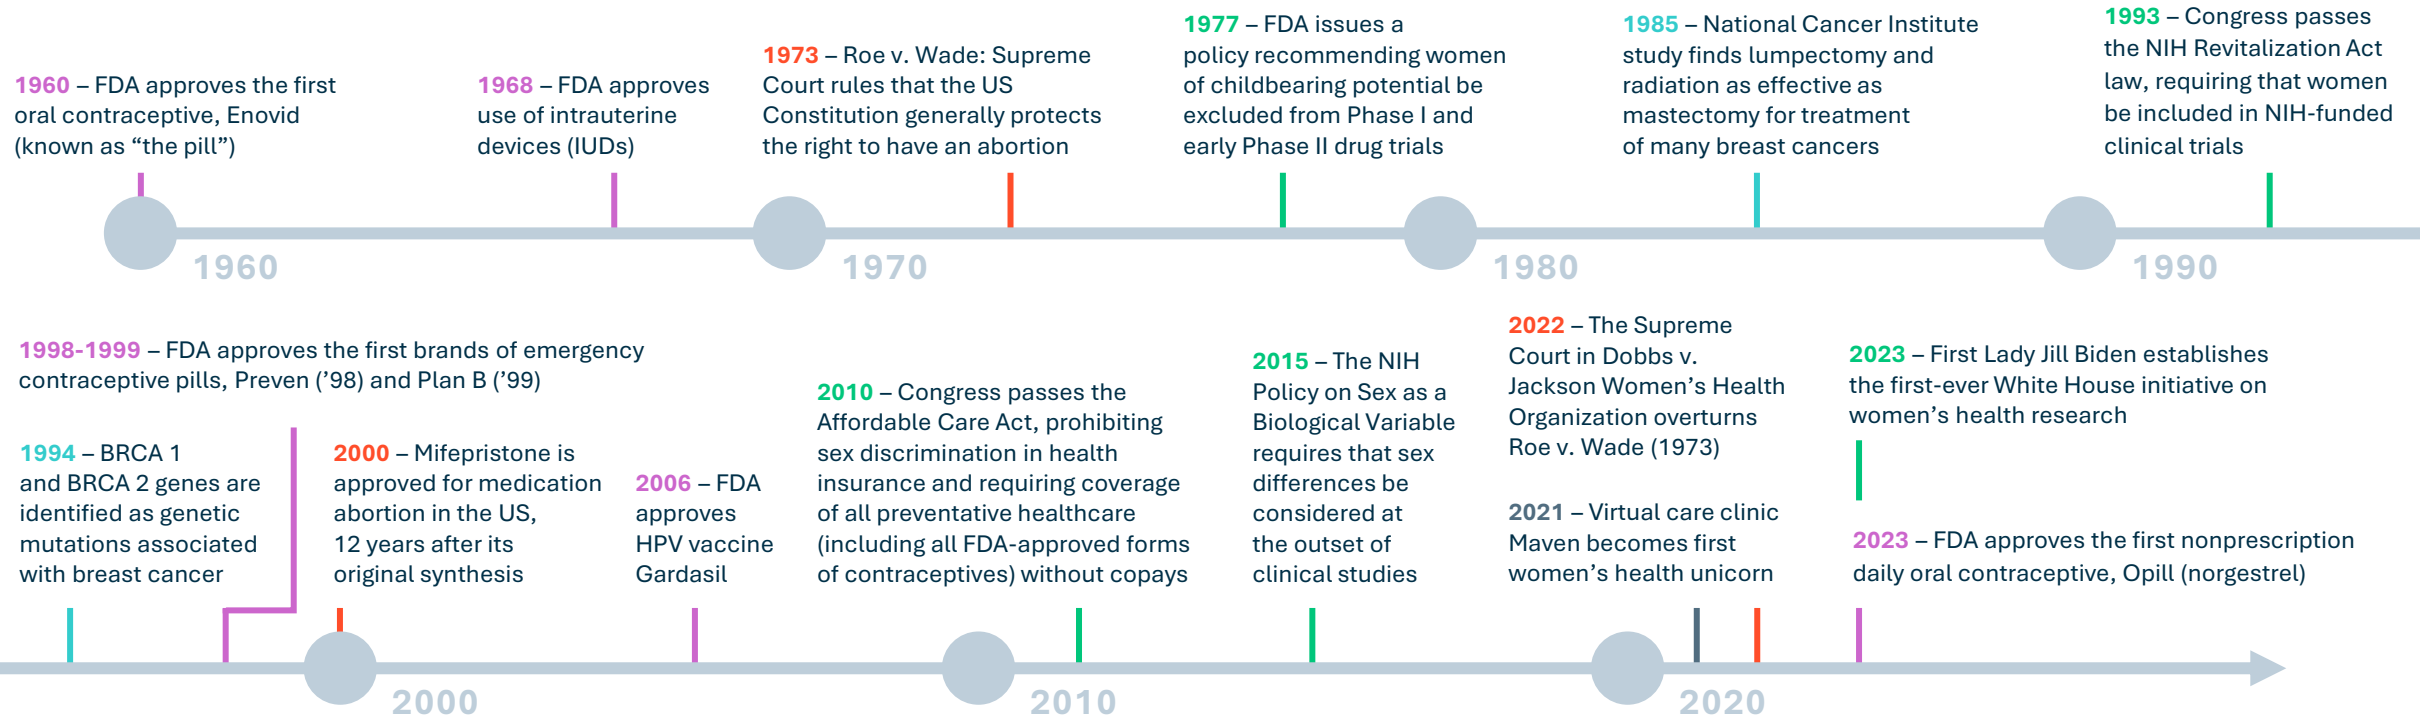 1960 – FDA approves the first
oral contraceptive, Enovid
(known as “the pill”)
1968 – FDA approves
use of intrauterine
devices (IUDs)
1973 – Roe v. Wade: Supreme
Court rules that the US
Constitution generally protects
the right to have an abortion
1977 – FDA issues a
policy recommending women
of childbearing potential be
excluded from Phase I and
early Phase II drug trials
1985 – National Cancer Institute
study finds lumpectomy and
radiation as effective as
mastectomy for treatment
of many breast cancers
1993 – Congress passes
the NIH Revitalization Act
law, requiring that women
be included in NIH-funded
clinical trials
1960
1970
1980
1990
1998-1999 – FDA approves the first brands of emergency
contraceptive pills, Preven (’98) and Plan B (’99)
1994 – BRCA 1
and BRCA 2 genes are
identified as genetic
mutations associated
with breast cancer
2000 – Mifepristone is
approved for medication
abortion in the US,
12 years after its
original synthesis
2006 – FDA
approves
HPV vaccine
Gardasil
2010 – Congress passes the
Affordable Care Act, prohibiting
sex discrimination in health
insurance and requiring coverage
of all preventative healthcare
(including all FDA-approved forms
of contraceptives) without copays
2015 – The NIH
Policy on Sex as a
Biological Variable
requires that sex
differences be
considered at
the outset of
clinical studies
2022 – The Supreme
Court in Dobbs v.
Jackson Women’s Health
Organization overturns
Roe v. Wade (1973)
2021 – Virtual care clinic
Maven becomes first
women’s health unicorn
2023 – First Lady Jill Biden establishes
the first-ever White House initiative on
women’s health research
2023 – FDA approves the first nonprescription
daily oral contraceptive, Opill (norgestrel)
2000
2010
2020